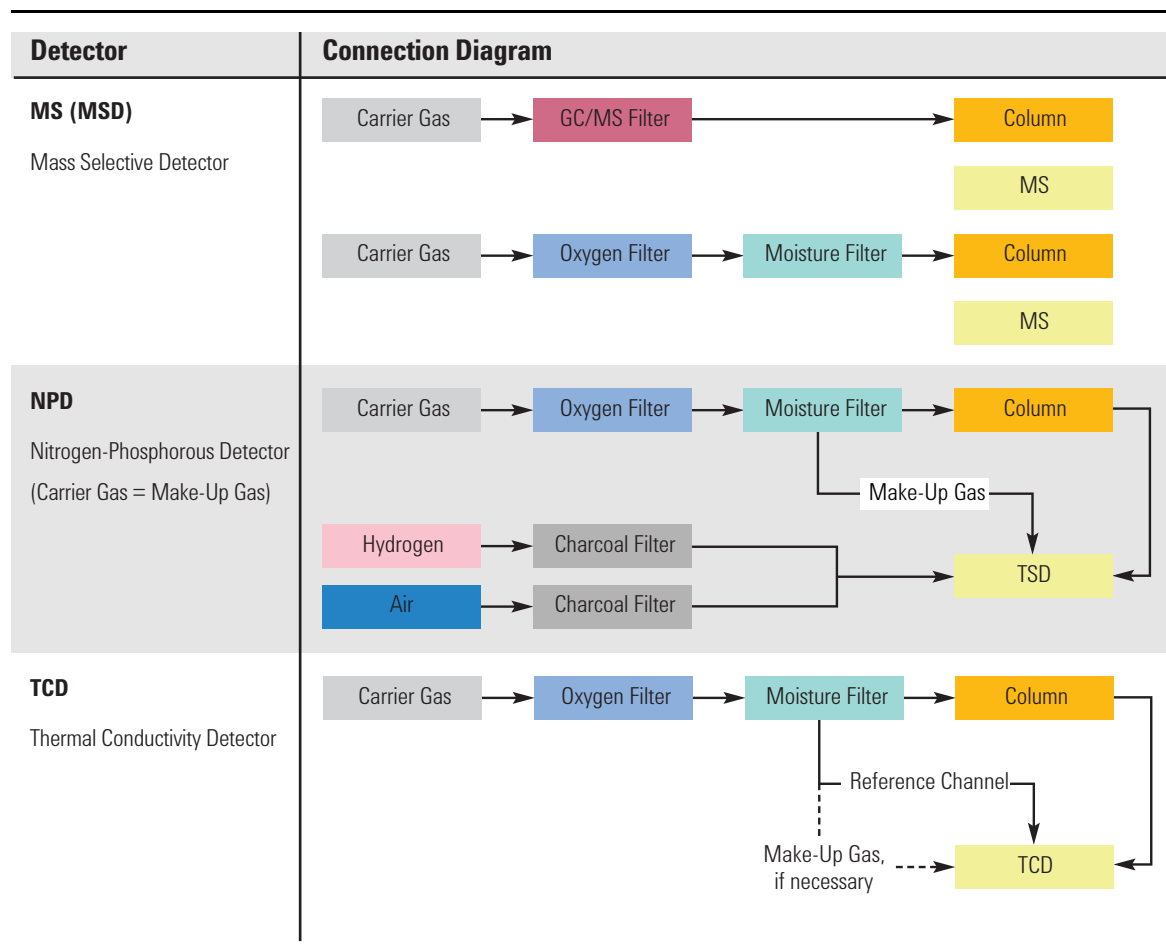 Detector
Connection Diagram
MS (MSD)
Mass Selective Detector
Carrier Gas
GC/MS Filter
Column
MS
Carrier Gas
Oxygen Filter
Moisture Filter
Column
MS
NPD
Nitrogen-Phosphorous Detector
(Carrier Gas = Make-Up Gas)
Carrier Gas
Oxygen Filter
Moisture Filter
Column
Make-Up Gas
Hydrogen
Charcoal Filter
TSD
Air
Charcoal Filter
TCD
Thermal Conductivity Detector
Carrier Gas
Oxygen Filter
Moisture Filter
Column
Reference Channel
Make-Up Gas,
if necessary
TCD